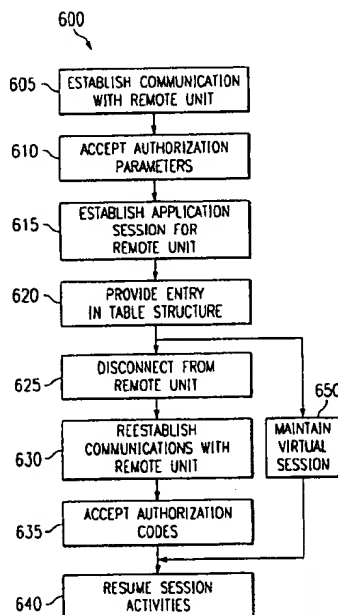 600
605
ESTABLISH COMMUNICATION
WITH REMOTE UNIT
610
ACCEPT AUTHORIZATION
PARAMETERS
615
ESTABLISH APPLICATION
SESSION FOR
REMOTE UNIT
620
PROVIDE ENTRY
IN TABLE STRUCTURE
625
DISCONNECT FROM
REMOTE UNIT
650
MAINTAIN
VIRTUAL
SESSION
630
REESTABLISH
COMMUNICATIONS WITH
REMOTE UNIT
635
ACCEPT AUTHORIZATION
CODES
640
RESUME SESSION
ACTIVITIES